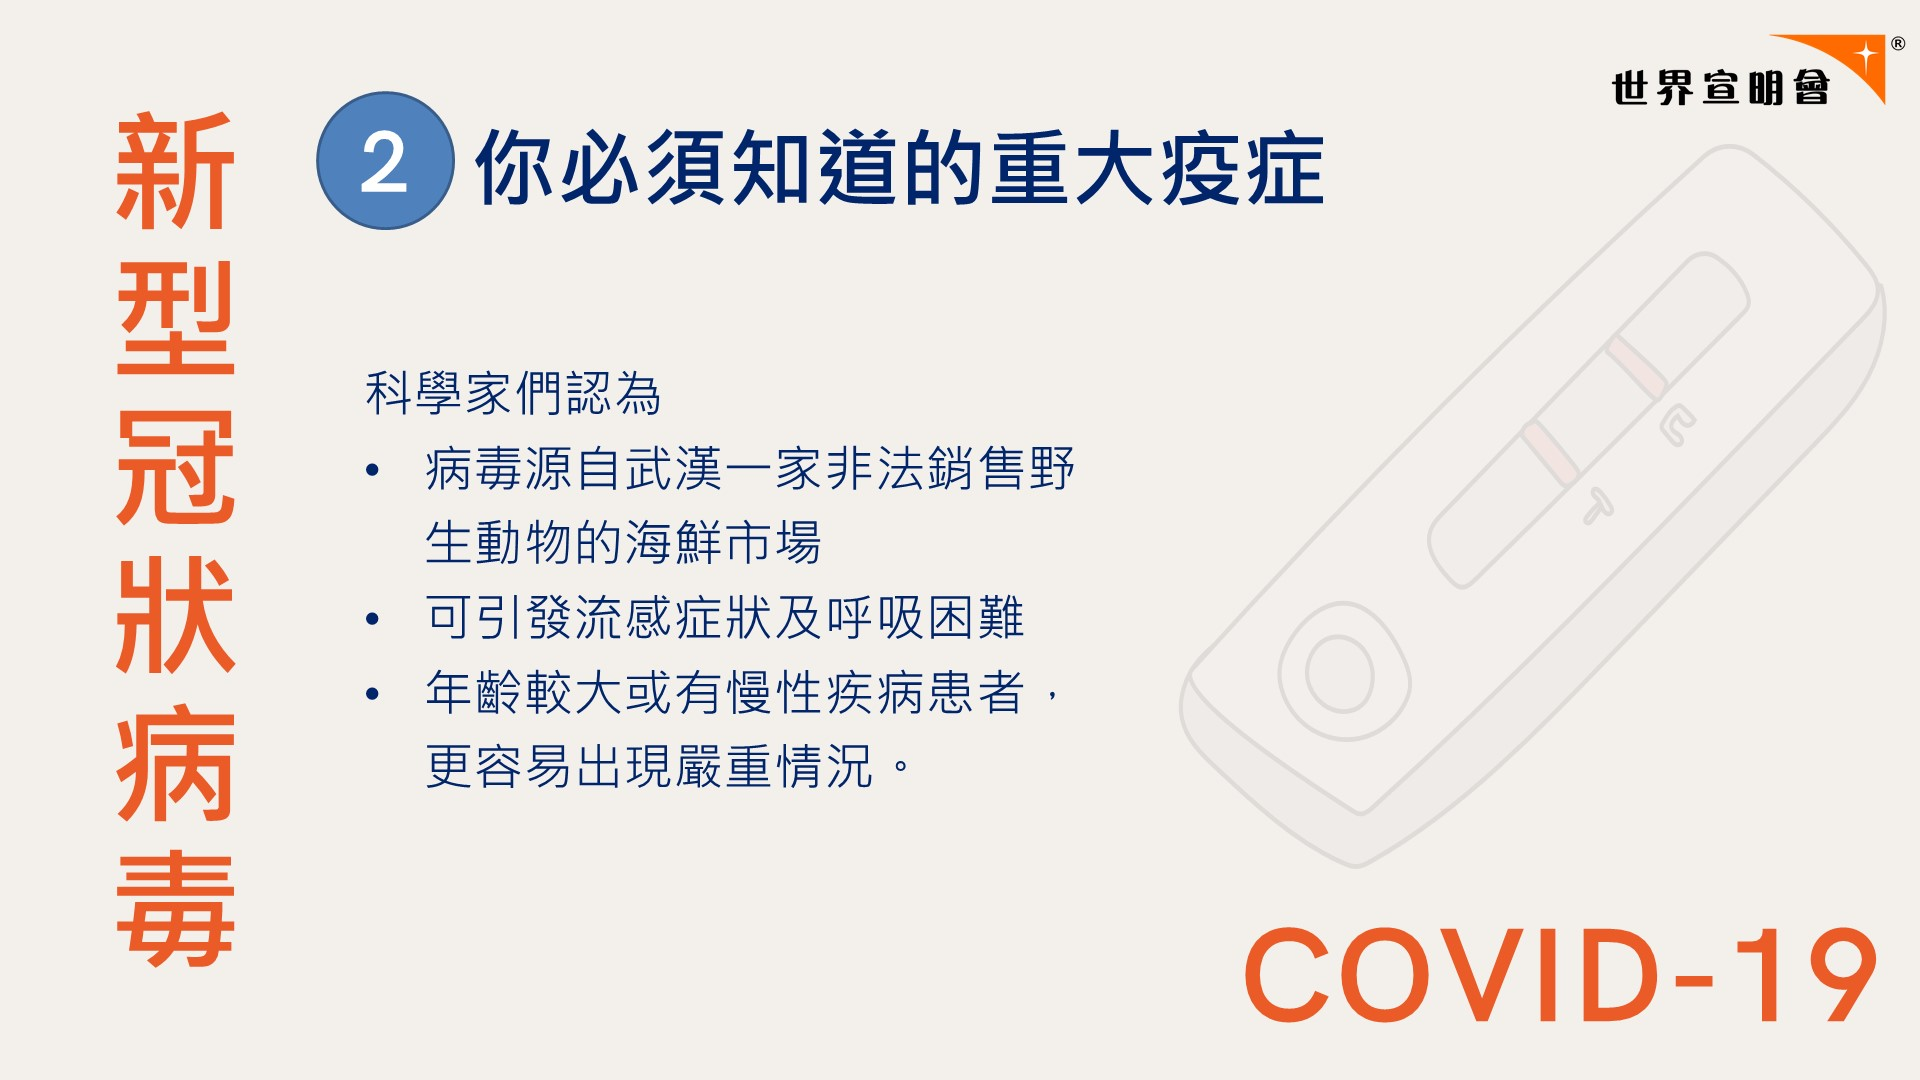 世界宣明會®
新型冠狀病毒
2 你必須知道的重大疫症
科學家們認為
• 病毒源自武漢一家非法銷售野
生動物的海鮮市場
• 可引發流感症狀及呼吸困難
• 年齡較大或有慢性疾病患者，
更容易出現嚴重情況。
C
T
COVID-19